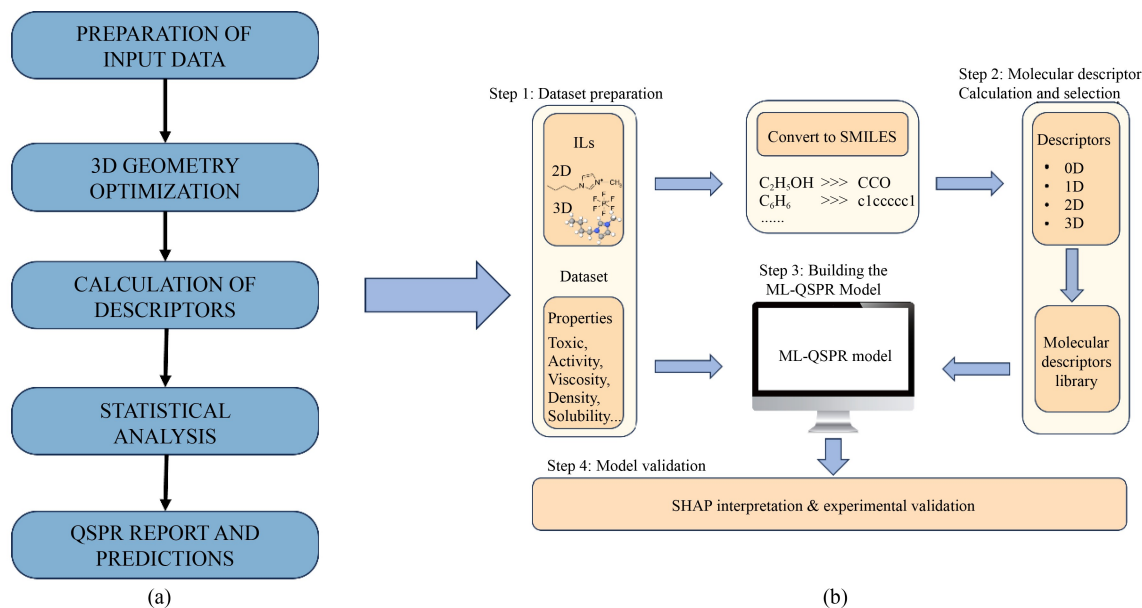 PREPARATION OF
INPUT DATA
3D GEOMETRY
OPTIMIZATION
CALCULATION OF
DESCRIPTORS
STATISTICAL
ANALYSIS
QSPR REPORT AND
PREDICTIONS
(a)
Step 1: Dataset preparation
ILs
2D
N⁺
CH₃
N
3D
F
F
F
P
F
F
F
Dataset
Properties
Toxic,
Activity,
Viscosity,
Density,
Solubility...
Convert to SMILES
C₂H₅OH >>> CCO
C₆H₆ >>> c1ccccc1
......
Step 2: Molecular descriptor
Calculation and selection
Descriptors
• 0D
• 1D
• 2D
• 3D
Molecular
descriptors
library
Step 3: Building the
ML-QSPR Model
ML-QSPR model
Step 4: Model validation
SHAP interpretation & experimental validation
(b)